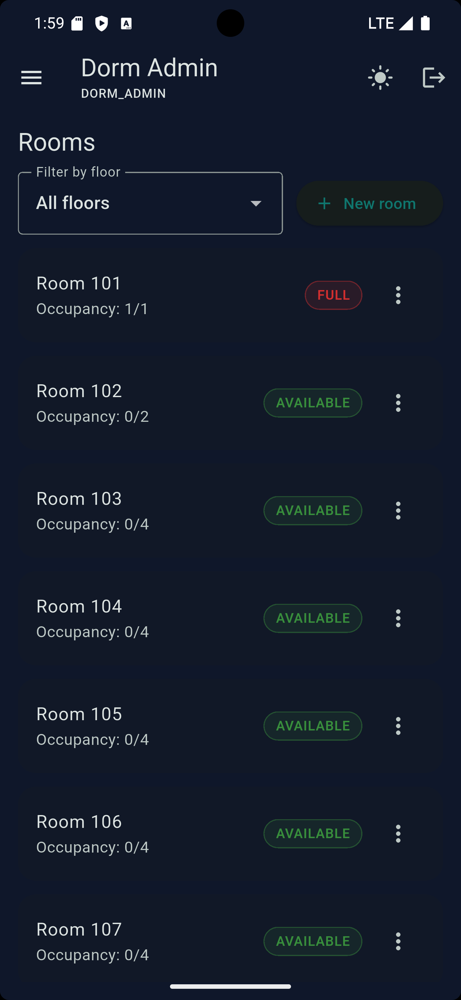 1:59
LTE
Dorm Admin
DORM_ADMIN
Rooms
Filter by floor
All floors
+ New room
Room 101
Occupancy: 1/1
FULL
Room 102
Occupancy: 0/2
AVAILABLE
Room 103
Occupancy: 0/4
AVAILABLE
Room 104
Occupancy: 0/4
AVAILABLE
Room 105
Occupancy: 0/4
AVAILABLE
Room 106
Occupancy: 0/4
AVAILABLE
Room 107
Occupancy: 0/4
AVAILABLE